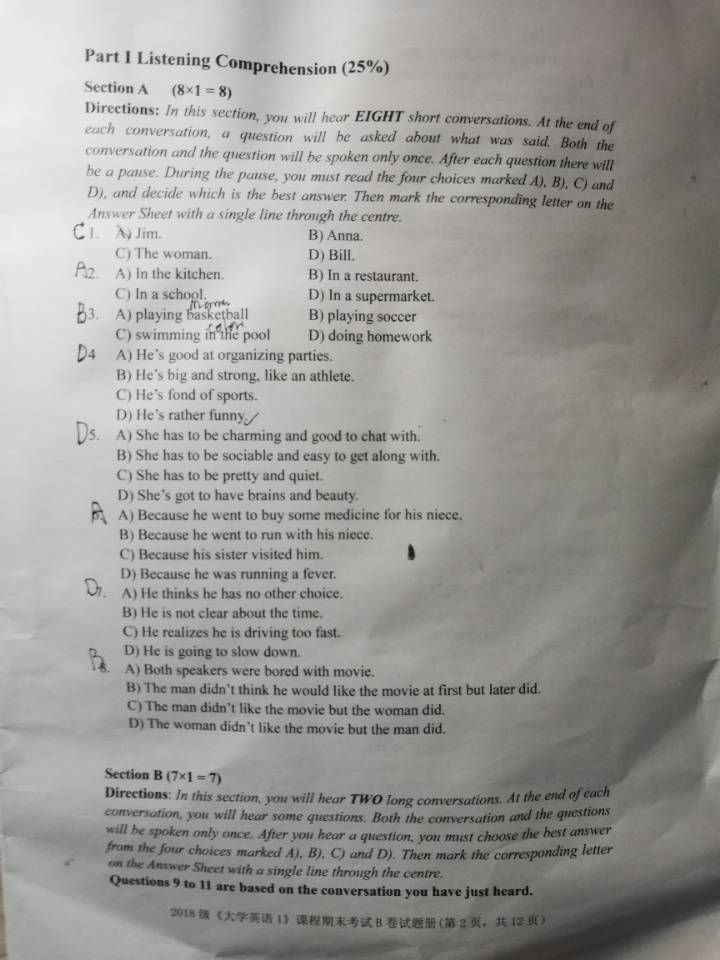 Part I Listening Comprehension (25%)
Section A (8×1 = 8)
Directions: In this section, you will hear EIGHT short conversations. At the end of
each conversation, a question will be asked about what was said. Both the
conversation and the question will be spoken only once. After each question there will
be a pause. During the pause, you must read the four choices marked A), B), C) and
D), and decide which is the best answer. Then mark the corresponding letter on the
Answer Sheet with a single line through the centre.
C 1. A) Jim. B) Anna.
C) The woman. D) Bill.
A 2. A) In the kitchen. B) In a restaurant.
C) In a school. D) In a supermarket.
B 3. A) playing basketball B) playing soccer
C) swimming in the pool D) doing homework
D 4 A) He's good at organizing parties.
B) He's big and strong, like an athlete.
C) He's fond of sports.
D) He's rather funny.
D 5. A) She has to be charming and good to chat with.
B) She has to be sociable and easy to get along with.
C) She has to be pretty and quiet.
D) She's got to have brains and beauty.
A) Because he went to buy some medicine for his niece.
B) Because he went to run with his niece.
C) Because his sister visited him.
D) Because he was running a fever.
D 7. A) He thinks he has no other choice.
B) He is not clear about the time.
C) He realizes he is driving too fast.
D) He is going to slow down.
B 8. A) Both speakers were bored with movie.
B) The man didn't think he would like the movie at first but later did.
C) The man didn't like the movie but the woman did.
D) The woman didn't like the movie but the man did.
Section B (7×1 = 7)
Directions: In this section, you will hear TWO long conversations. At the end of each
conversation, you will hear some questions. Both the conversation and the questions
will be spoken only once. After you hear a question, you must choose the best answer
from the four choices marked A), B), C) and D). Then mark the corresponding letter
on the Answer Sheet with a single line through the centre.
Questions 9 to 11 are based on the conversation you have just heard.
2018 级《大学英语 1》课程期末考试 B 卷试题册 (第 2 页，共 12 页)